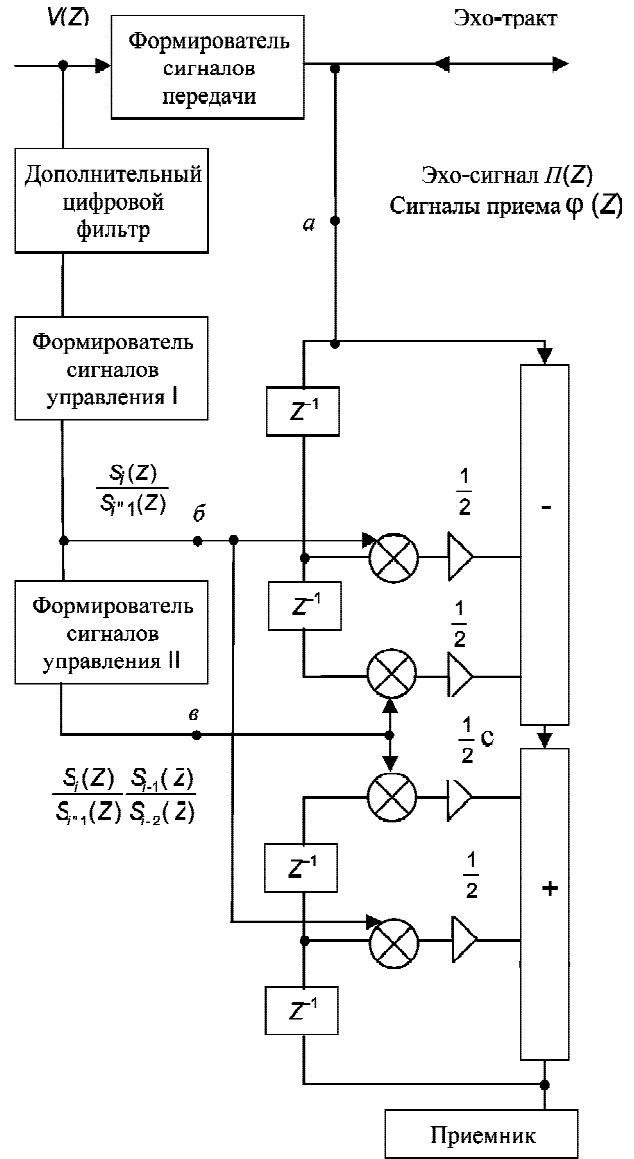 V(Z)
Эхо-тракт
Формирователь
сигналов
передачи
Дополнительный
цифровой
фильтр
Эхо-сигнал П(Z)
Сигналы приема φ (Z)
а
Формирователь
сигналов
управления I
Z⁻¹
Sᵢ(Z)
Sᵢ"₁(Z)
б
1
2
-
Формирователь
сигналов
управления II
Z⁻¹
1
2
в
1
2 с
Sᵢ(Z) Sᵢ₋₁(z)
Sᵢ"₁(Z) Sᵢ₋₂(z)
Z⁻¹
1
2
+
Z⁻¹
Приемник